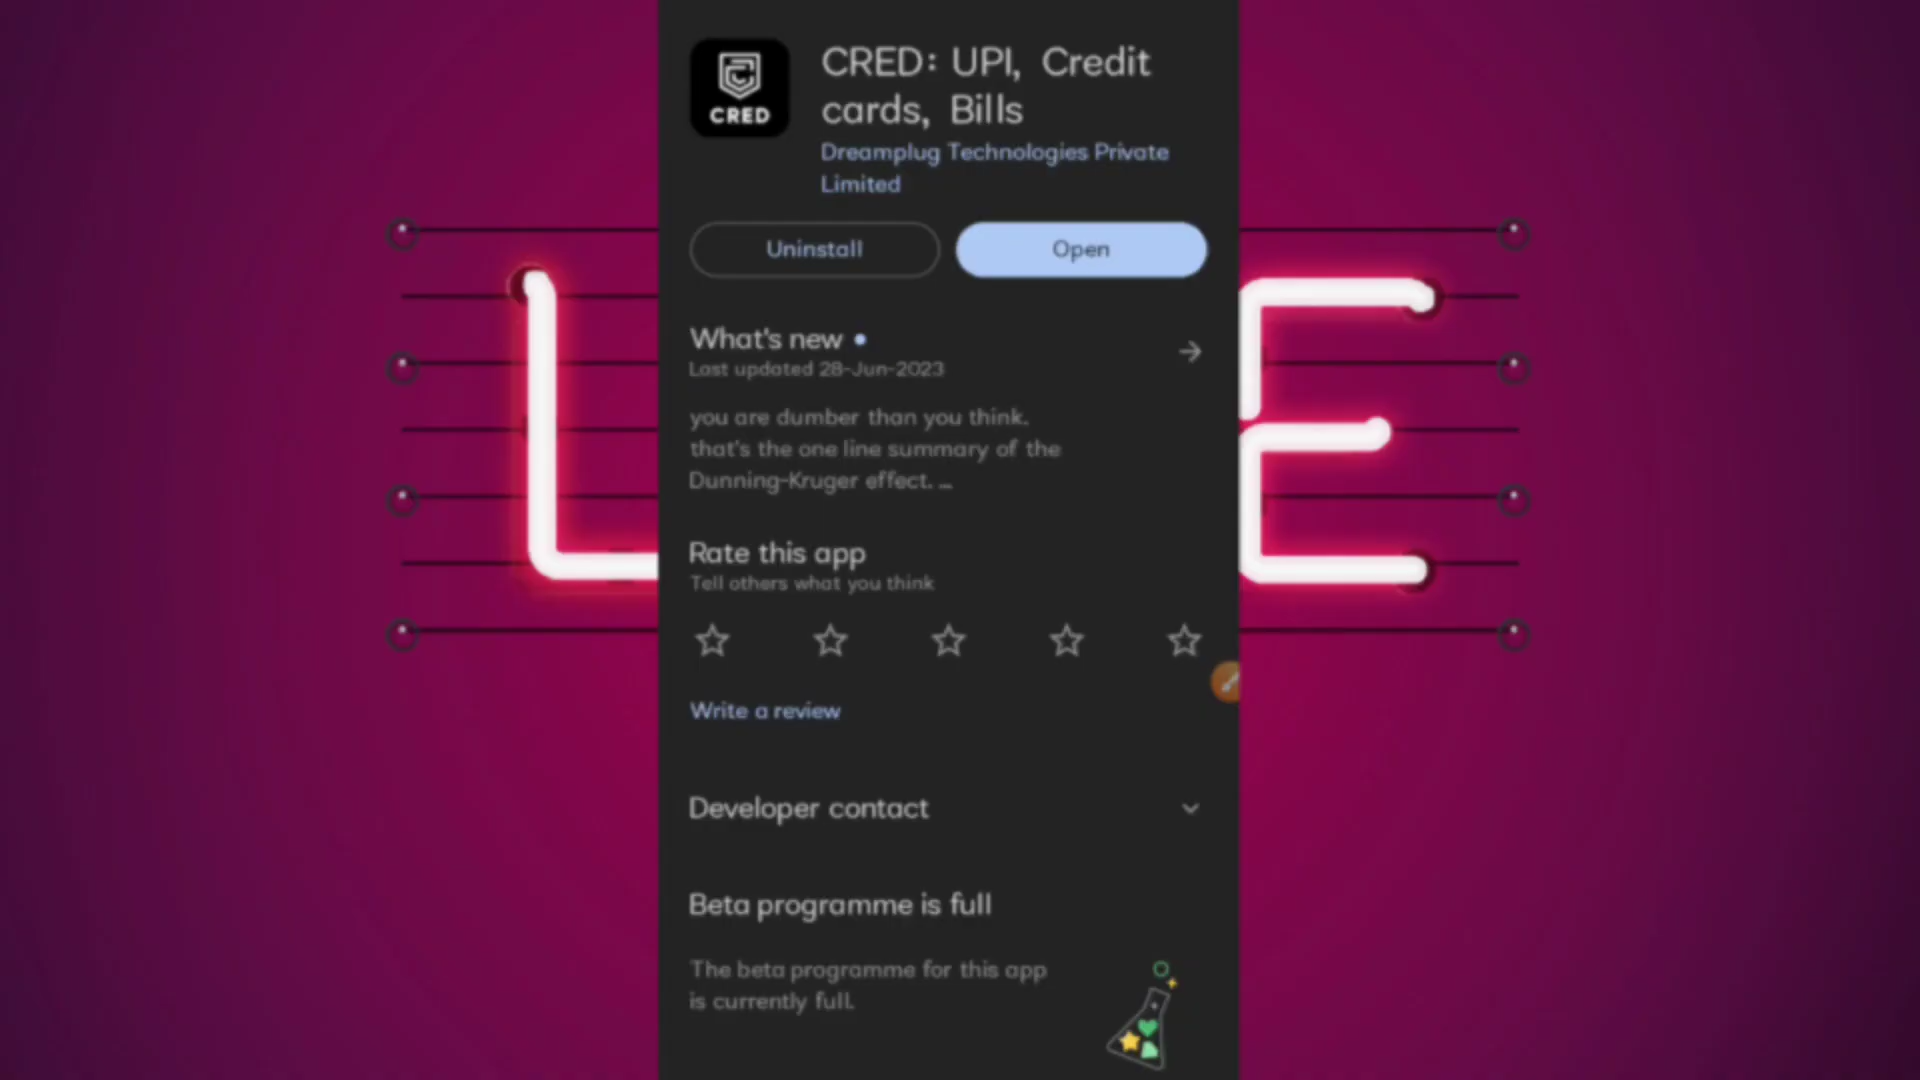 CRED
CRED: UPI, Credit
cards, Bills
Dreamplug Technologies Private
Limited
Uninstall
Open
What's new
Last updated 28-Jun-2023
you are dumber than you think.
that's the one line summary of the
Dunning-Kruger effect. ...
Rate this app
Tell others what you think
Write a review
Developer contact
Beta programme is full
The beta programme for this app
is currently full.
L
E